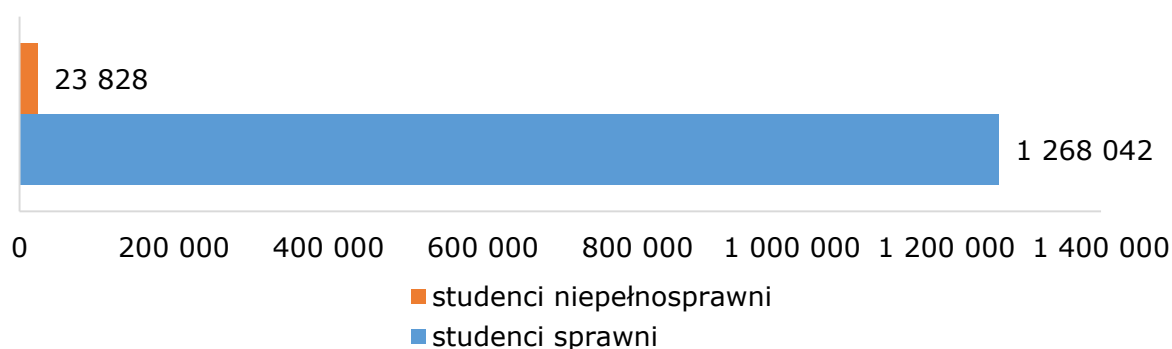 23 828
1 268 042
0 200 000 400 000 600 000 800 000 1 000 000 1 200 000 1 400 000
studenci niepełnosprawni
studenci sprawni